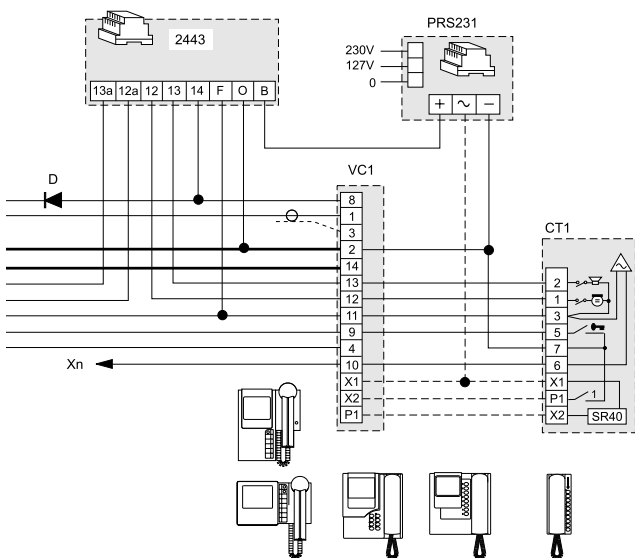 2443
13a 12a 12 13 14 F O B
PRS231
230V
127V
0
+ ~ −
D
VC1
8
1
3
2
14
13
12
11
9
4
10
X1
X2
P1
Xn
CT1
2
1
3
5
7
6
X1
P1 1
X2 SR40